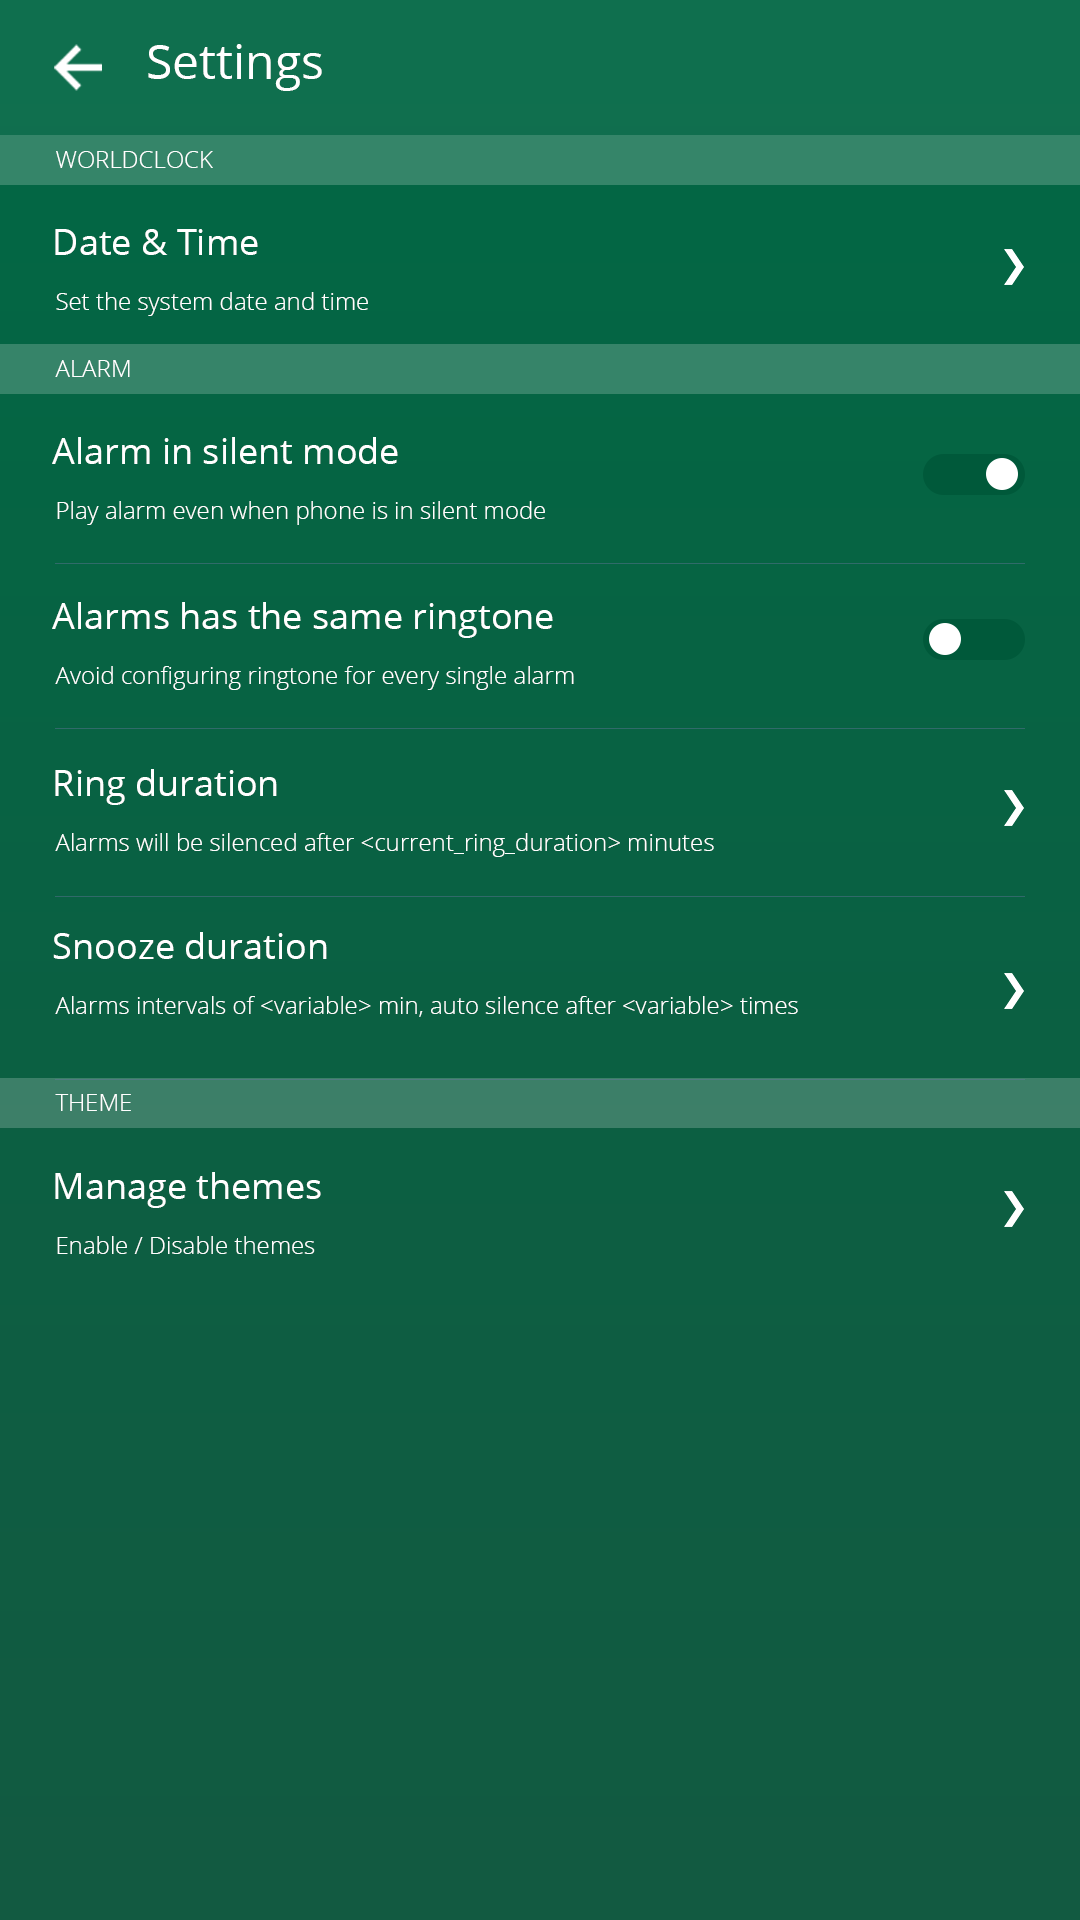 Settings
WORLDCLOCK
Date & Time
Set the system date and time
ALARM
Alarm in silent mode
Play alarm even when phone is in silent mode
Alarms has the same ringtone
Avoid configuring ringtone for every single alarm
Ring duration
Alarms will be silenced after <current_ring_duration> minutes
Snooze duration
Alarms intervals of <variable> min, auto silence after <variable> times
THEME
Manage themes
Enable / Disable themes